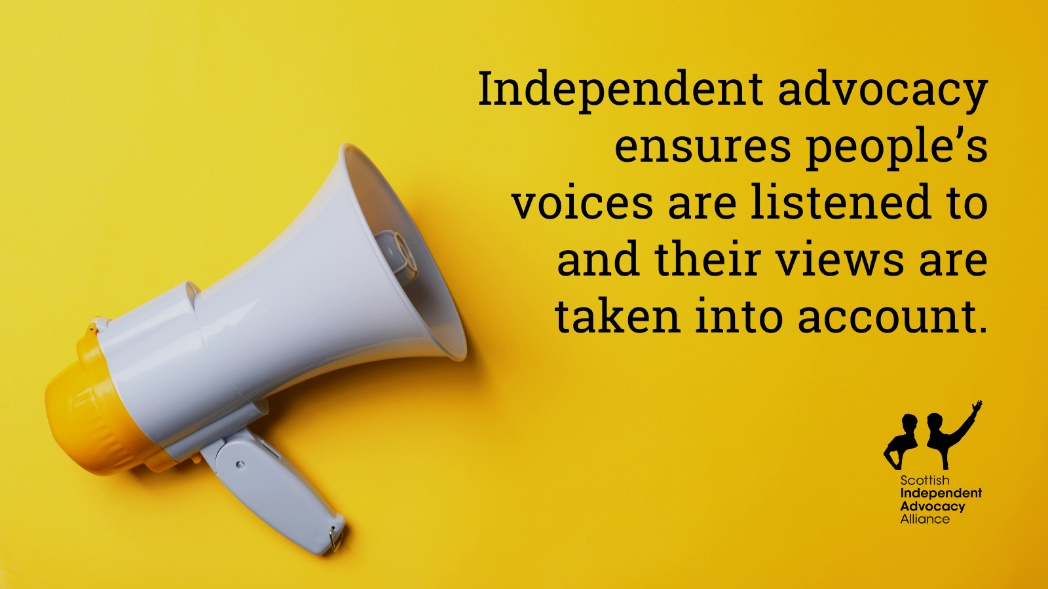 Independent advocacy
ensures people’s
voices are listened to
and their views are
taken into account.
Scottish
Independent
Advocacy
Alliance